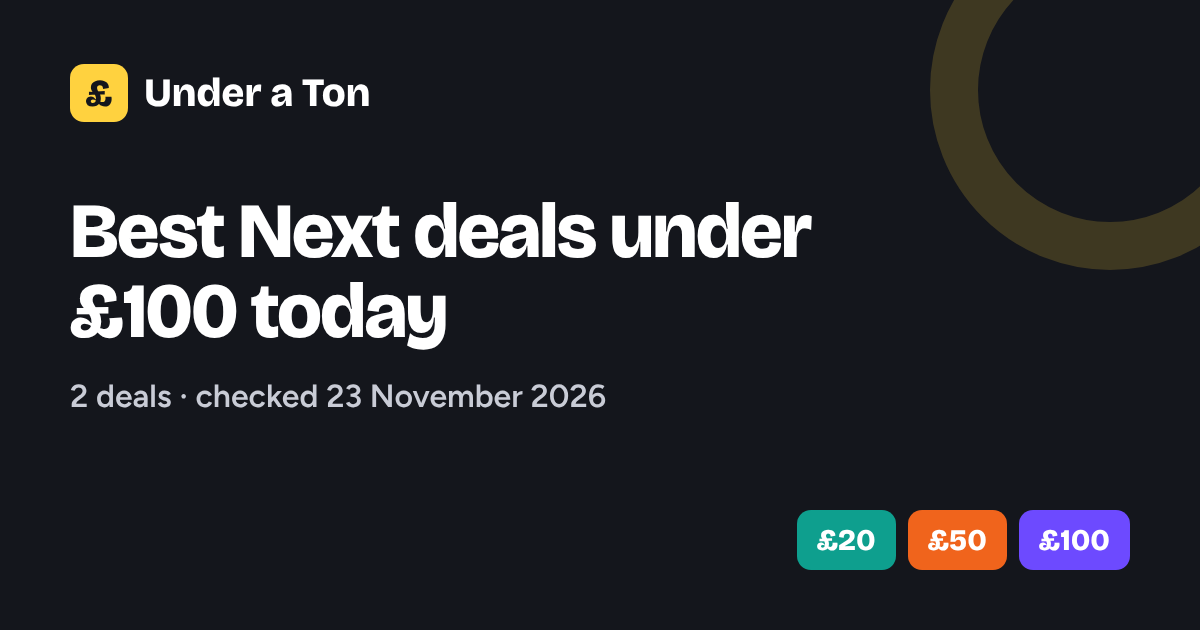 £ Under a Ton
Best Next deals under
£100 today
2 deals · checked 23 November 2026
£20 £50 £100